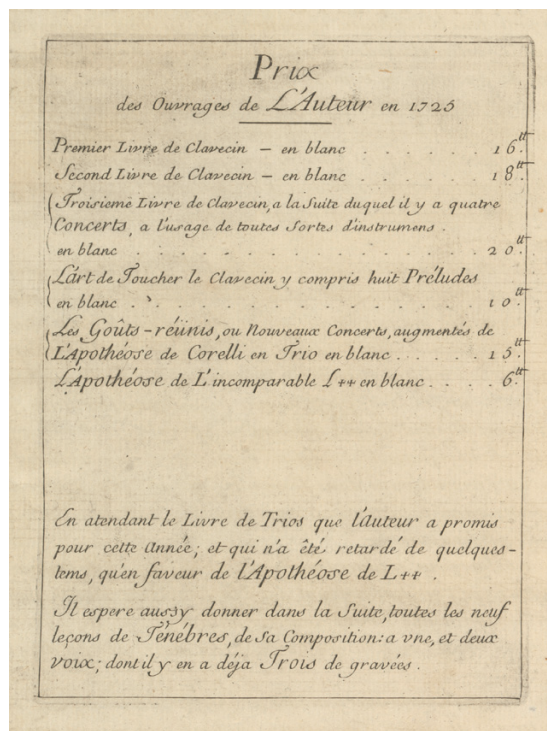 Prix
des Ouvrages de L'Auteur en 1725
Premier Livre de Clavecin – en blanc . . . . . 16.tt
Second Livre de Clavecin – en blanc . . . . . 18.tt
Troisieme Livre de Clavecin, a la Suite duquel il y a quatre
Concerts, a l'usage de toutes Sortes d'instrumens .
en blanc . . . . . . . . . . . . . . 20.tt
L'art de Toucher le Clavecin y compris huit Préludes
en blanc . . . . . . . . . . . . . . 10.tt
Les Goûts-réünis, ou Nouveaux Concerts, augmentés de
L'Apothéose de Corelli en Trio en blanc . . . . . 15.tt
L'Apothéose de L'incomparable L++ en blanc . . . . 6.tt
En atendant le Livre de Trios que l'Auteur a promis
pour cette Année; et qui n'a êté retardé de quelques-
tems, qu'en faveur de l'Apothéose de L++ .
Il espere aussy donner dans la Suite, toutes les neuf
leçons de Ténébres, de Sa Composition: a vne, et deux
voix; dont il y en a déja Trois de gravées .